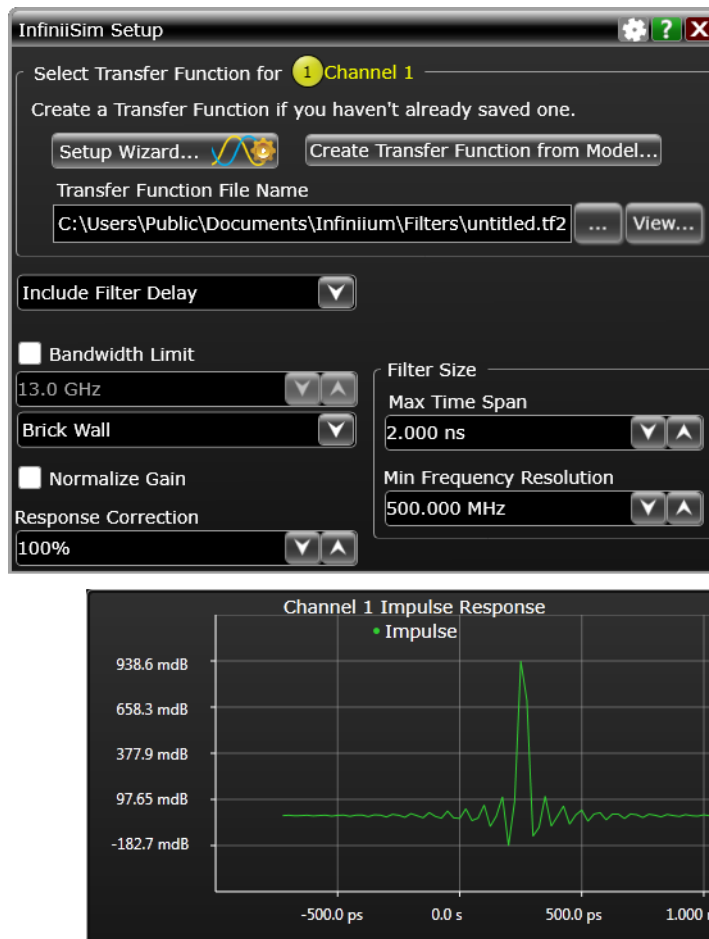 InfiniiSim Setup
?
X
Select Transfer Function for 1 Channel 1
Create a Transfer Function if you haven't already saved one.
Setup Wizard...
Create Transfer Function from Model...
Transfer Function File Name
C:\Users\Public\Documents\Infiniium\Filters\untitled.tf2
...
View...
Include Filter Delay
Bandwidth Limit
13.0 GHz
Brick Wall
Normalize Gain
Response Correction
100%
Filter Size
Max Time Span
2.000 ns
Min Frequency Resolution
500.000 MHz
Channel 1 Impulse Response
Impulse
938.6 mdB
658.3 mdB
377.9 mdB
97.65 mdB
-182.7 mdB
-500.0 ps
0.0 s
500.0 ps
1.000